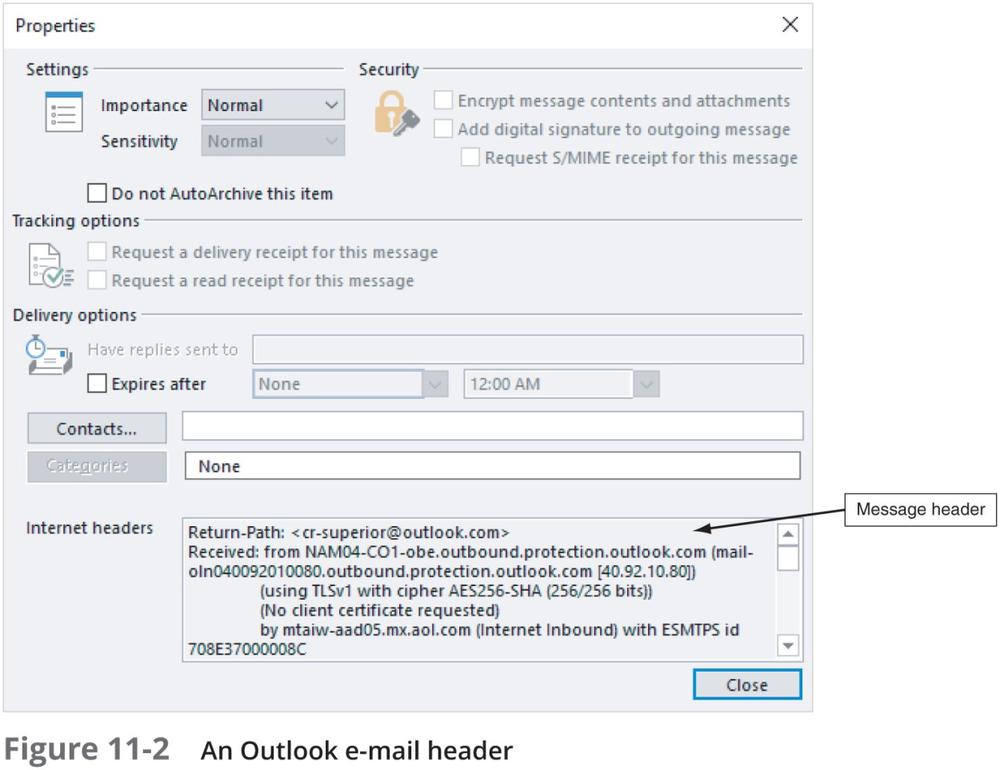 Properties
Settings
Security
Importance Normal
Encrypt message contents and attachments
Add digital signature to outgoing message
Sensitivity Normal
Request S/MIME receipt for this message
Do not AutoArchive this item
Tracking options
Request a delivery receipt for this message
Request a read receipt for this message
Delivery options
Have replies sent to
Expires after None 12:00 AM
Contacts...
Categories None
Message header
Internet headers
Return-Path: <cr-superior@outlook.com>
Received: from NAM04-CO1-obe.outbound.protection.outlook.com (mail-
oln040092010080.outbound.protection.outlook.com [40.92.10.80])
(using TLSv1 with cipher AES256-SHA (256/256 bits))
(No client certificate requested)
by mtaiw-aad05.mx.aol.com (Internet Inbound) with ESMTPS id
708E37000008C
Close
Figure 11-2 An Outlook e-mail header